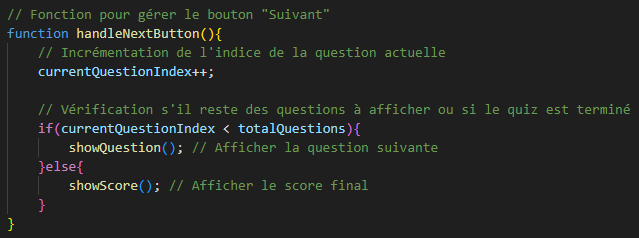 // Fonction pour gérer le bouton "Suivant"
function handleNextButton(){
    // Incrémentation de l'indice de la question actuelle
    currentQuestionIndex++;

    // Vérification s'il reste des questions à afficher ou si le quiz est terminé
    if(currentQuestionIndex < totalQuestions){
        showQuestion(); // Afficher la question suivante
    }else{
        showScore(); // Afficher le score final
    }
}